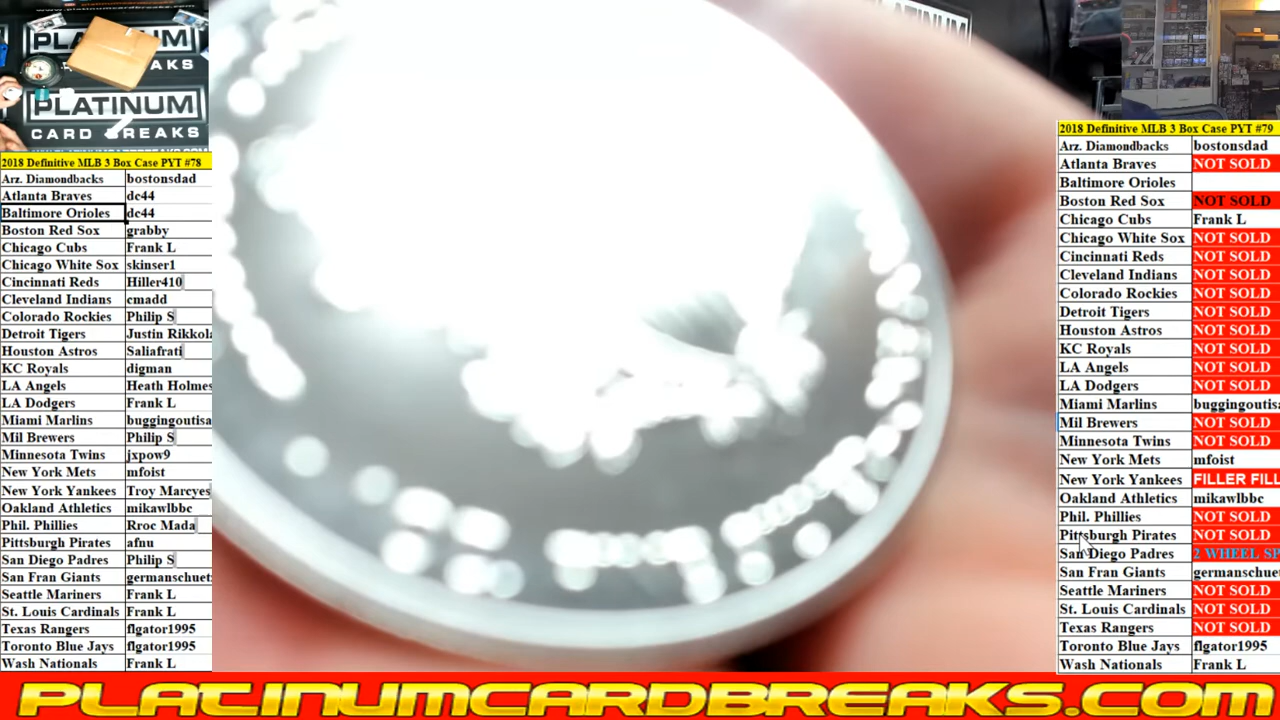 PLATINUM
CARD BREAKS
PLATINUM
2018 Definitive MLB 3 Box Case PYT #78
Arz. Diamondbacks bostonsdad
Atlanta Braves dc44
Baltimore Orioles dc44
Boston Red Sox grabby
Chicago Cubs Frank L
Chicago White Sox skinser1
Cincinnati Reds Hiller410
Cleveland Indians cmadd
Colorado Rockies Philip S
Detroit Tigers Justin Rikkola
Houston Astros Saliafrati
KC Royals digman
LA Angels Heath Holmes
LA Dodgers Frank L
Miami Marlins buggingoutisa
Mil Brewers Philip S
Minnesota Twins jxpow9
New York Mets mfoist
New York Yankees Troy Marcyes
Oakland Athletics mikawlbbc
Phil. Phillies Rroc Mada
Pittsburgh Pirates afnu
San Diego Padres Philip S
San Fran Giants germanschuet
Seattle Mariners Frank L
St. Louis Cardinals Frank L
Texas Rangers flgator1995
Toronto Blue Jays flgator1995
Wash Nationals Frank L
2018 Definitive MLB 3 Box Case PYT #79
Arz. Diamondbacks bostonsdad
Atlanta Braves NOT SOLD
Baltimore Orioles
Boston Red Sox NOT SOLD
Chicago Cubs Frank L
Chicago White Sox NOT SOLD
Cincinnati Reds NOT SOLD
Cleveland Indians NOT SOLD
Colorado Rockies NOT SOLD
Detroit Tigers NOT SOLD
Houston Astros NOT SOLD
KC Royals NOT SOLD
LA Angels NOT SOLD
LA Dodgers NOT SOLD
Miami Marlins buggingoutisa
Mil Brewers NOT SOLD
Minnesota Twins NOT SOLD
New York Mets mfoist
New York Yankees FILLER FILL
Oakland Athletics mikawlbbc
Phil. Phillies NOT SOLD
Pittsburgh Pirates NOT SOLD
San Diego Padres 2 WHEEL SP
San Fran Giants germanschuet
Seattle Mariners NOT SOLD
St. Louis Cardinals NOT SOLD
Texas Rangers NOT SOLD
Toronto Blue Jays flgator1995
Wash Nationals Frank L
PLATINUMCARDBREAKS.COM